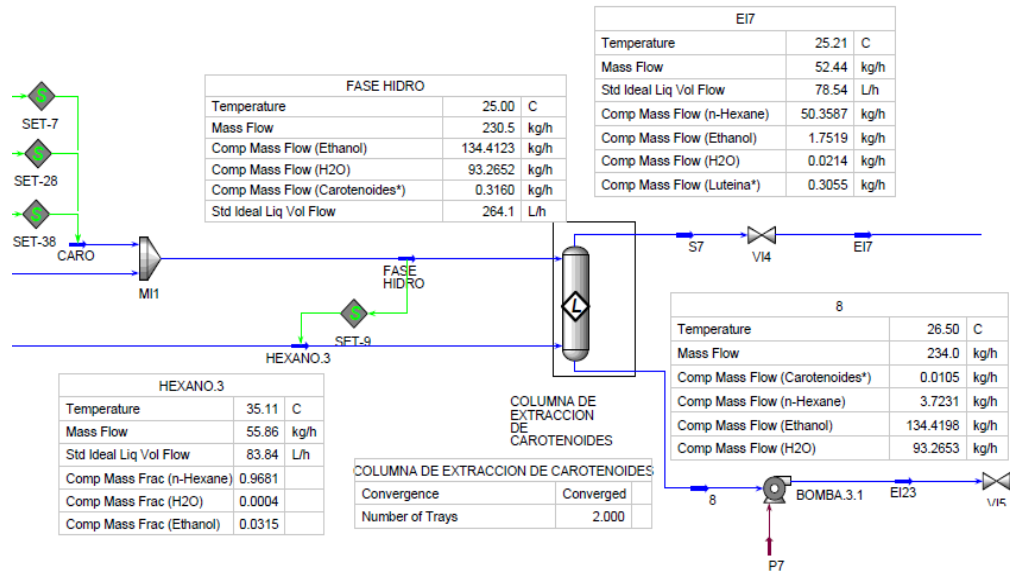 EI7
Temperature 25.21 C
Mass Flow 52.44 kg/h
Std Ideal Liq Vol Flow 78.54 L/h
Comp Mass Flow (n-Hexane) 50.3587 kg/h
Comp Mass Flow (Ethanol) 1.7519 kg/h
Comp Mass Flow (H2O) 0.0214 kg/h
Comp Mass Flow (Luteina*) 0.3055 kg/h
FASE HIDRO
Temperature 25.00 C
Mass Flow 230.5 kg/h
Comp Mass Flow (Ethanol) 134.4123 kg/h
Comp Mass Flow (H2O) 93.2652 kg/h
Comp Mass Flow (Carotenoides*) 0.3160 kg/h
Std Ideal Liq Vol Flow 264.1 L/h
S
SET-7
S
SET-28
S
SET-38
CARO
MI1
FASE
HIDRO
S7
VI4
EI7
S
SET-9
HEXANO.3
L
8
Temperature 26.50 C
Mass Flow 234.0 kg/h
Comp Mass Flow (Carotenoides*) 0.0105 kg/h
Comp Mass Flow (n-Hexane) 3.7231 kg/h
Comp Mass Flow (Ethanol) 134.4198 kg/h
Comp Mass Flow (H2O) 93.2653 kg/h
HEXANO.3
Temperature 35.11 C
Mass Flow 55.86 kg/h
Std Ideal Liq Vol Flow 83.84 L/h
Comp Mass Frac (n-Hexane) 0.9681
Comp Mass Frac (H2O) 0.0004
Comp Mass Frac (Ethanol) 0.0315
COLUMNA DE
EXTRACCION
DE
CAROTENOIDES
COLUMNA DE EXTRACCION DE CAROTENOIDES
Convergence Converged
Number of Trays 2.000
8
BOMBA.3.1
EI23
VI5
P7